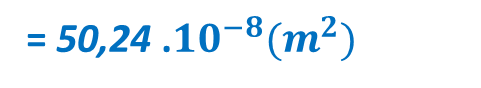 = 50,24 .10⁻⁸(m²)